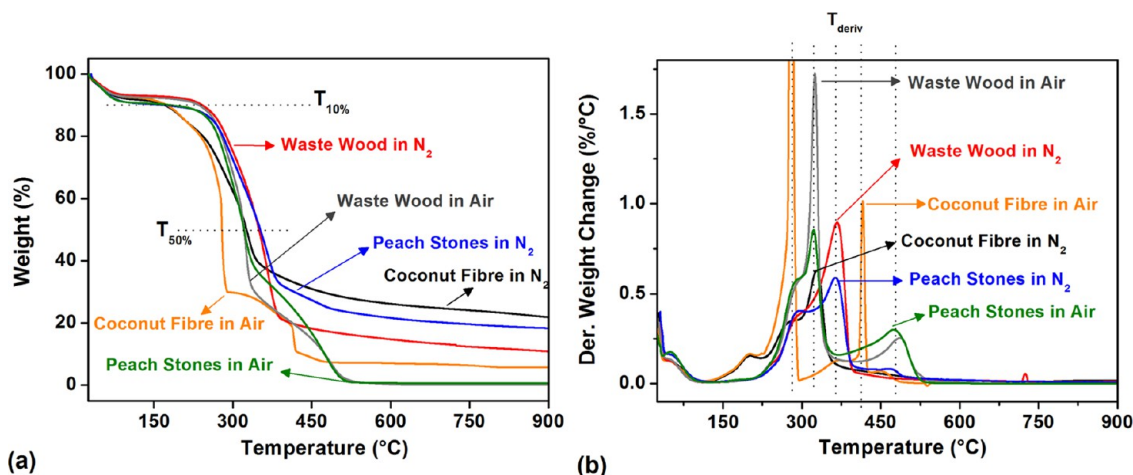 100
80
60
40
20
0
Weight (%)
T10%
T50%
Waste Wood in N2
Waste Wood in Air
Peach Stones in N2
Coconut Fibre in N2
Coconut Fibre in Air
Peach Stones in Air
150 300 450 600 750 900
Temperature (°C)
(a)
Tderiv
1.5
1.0
0.5
0.0
Der. Weight Change (%/ºC)
Waste Wood in Air
Waste Wood in N2
Coconut Fibre in Air
Coconut Fibre in N2
Peach Stones in N2
Peach Stones in Air
150 300 450 600 750 900
Temperature (°C)
(b)